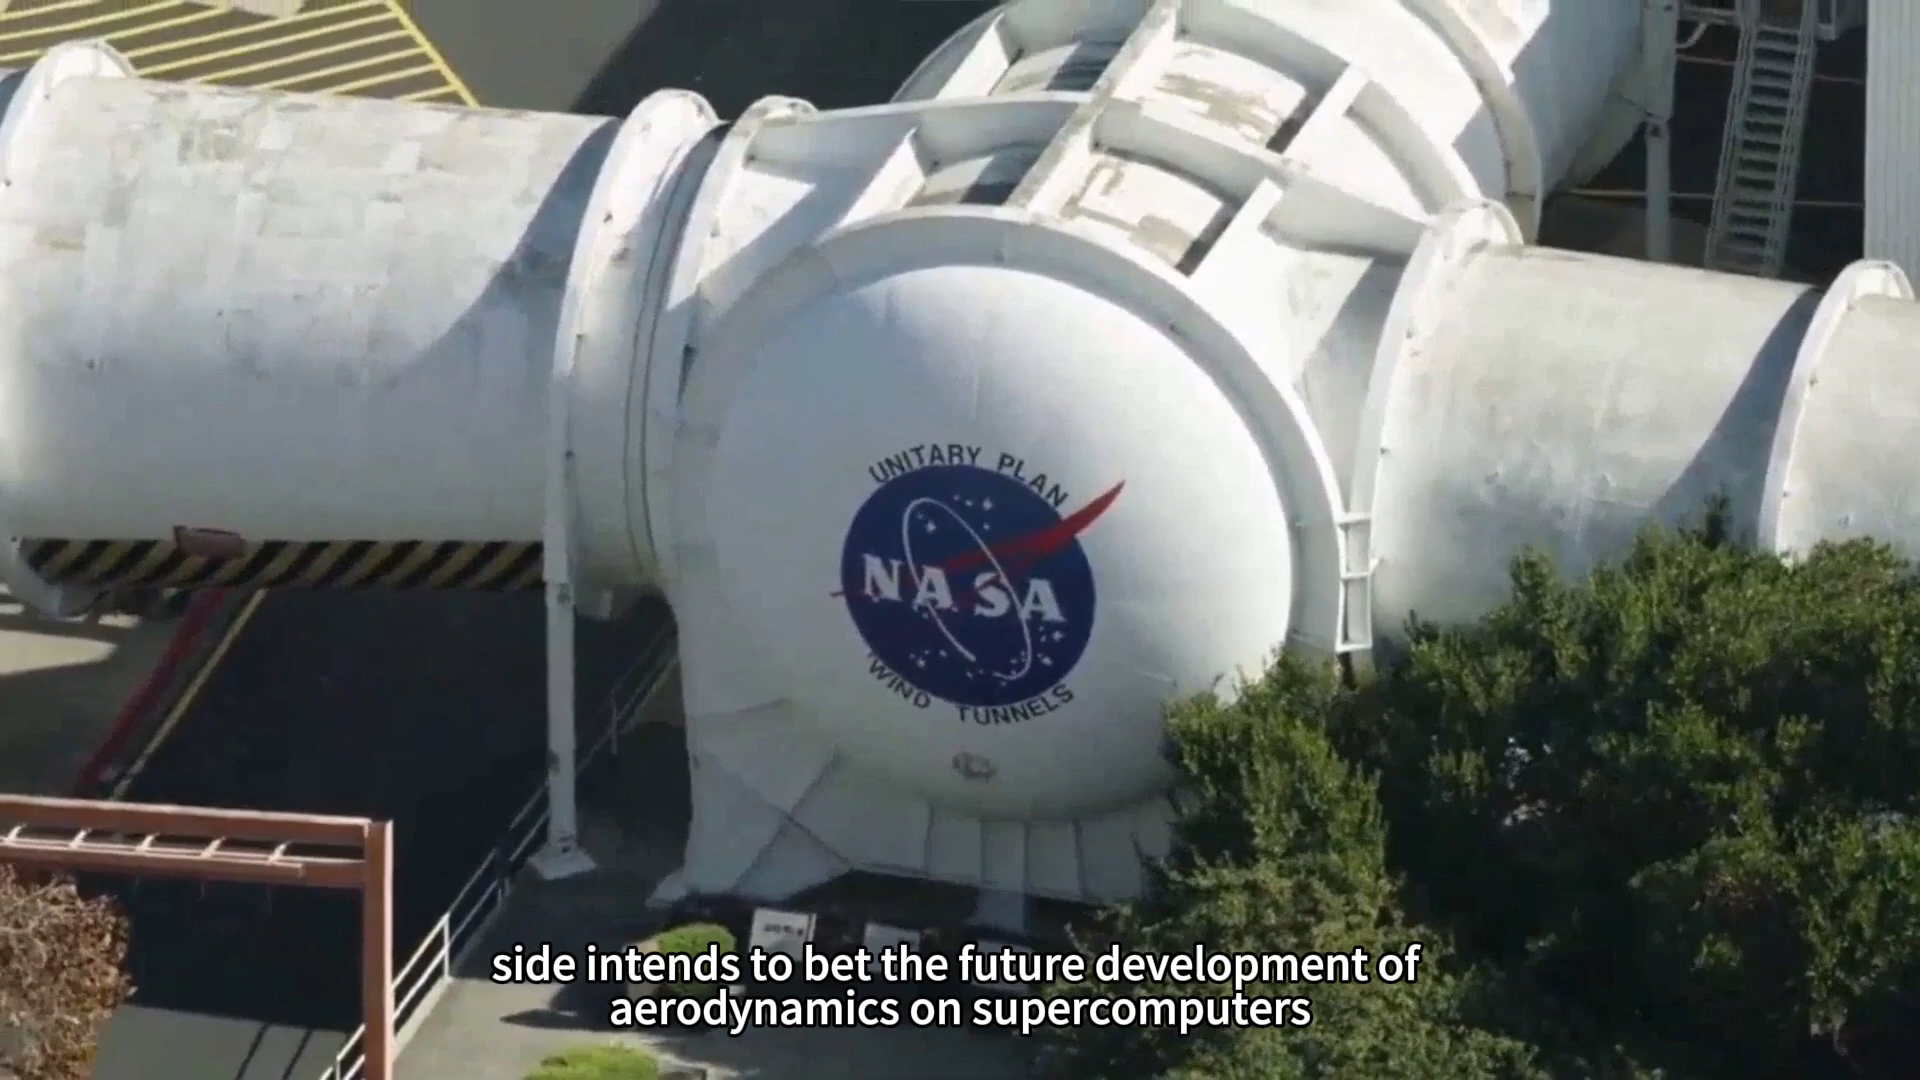 UNITARY PLAN
NASA
WIND TUNNELS
side intends to bet the future development of
aerodynamics on supercomputers